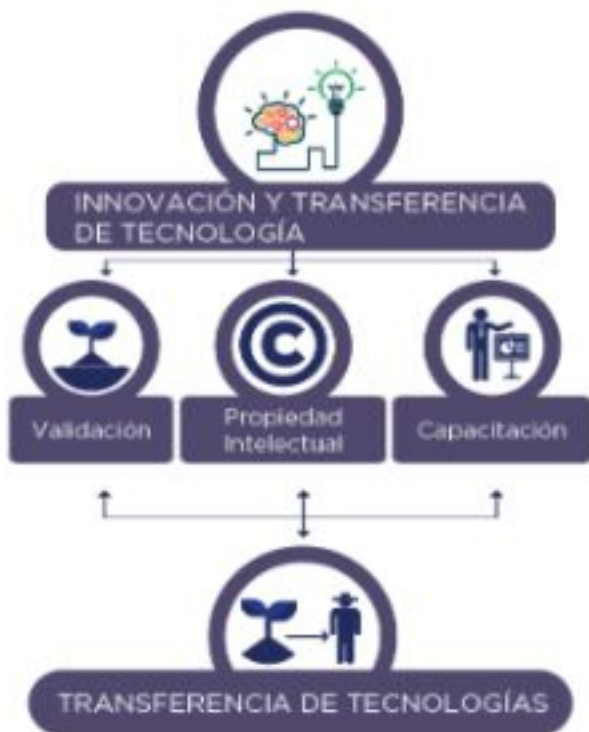 INNOVACIÓN Y TRANSFERENCIA
DE TECNOLOGÍA
Validación
Propiedad
Intelectual
Capacitación
TRANSFERENCIA DE TECNOLOGÍAS